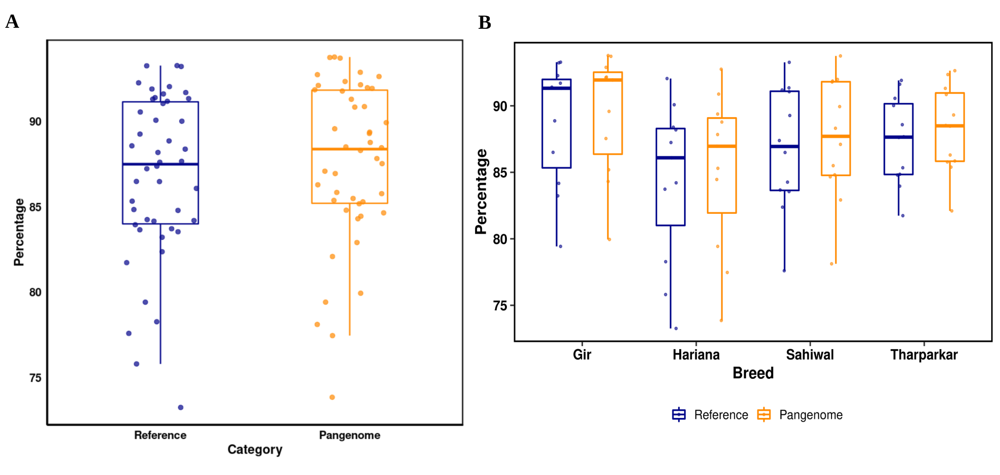 A
Percentage
90
85
80
75
Reference Pangenome
Category
B
Percentage
90
85
80
75
Gir Hariana Sahiwal Tharparkar
Breed
Reference Pangenome